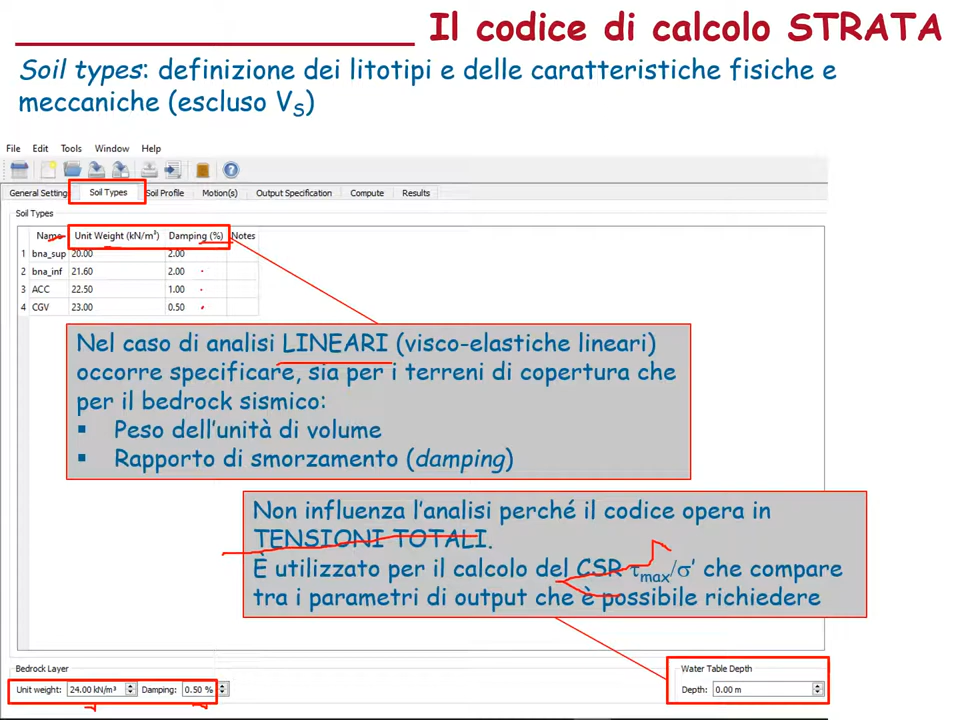 Il codice di calcolo STRATA
Soil types: definizione dei litotipi e delle caratteristiche fisiche e
meccaniche (escluso VS)
File Edit Tools Window Help
General Setting Soil Types Soil Profile Motion(s) Output Specification Compute Results
Soil Types
Name Unit Weight (kN/m³) Damping (%) Notes
1 bna_sup 20.00 2.00
2 bna_inf 21.60 2.00
3 ACC 22.50 1.00
4 CGV 23.00 0.50
Nel caso di analisi LINEARI (visco-elastiche lineari)
occorre specificare, sia per i terreni di copertura che
per il bedrock sismico:
▪ Peso dell'unità di volume
▪ Rapporto di smorzamento (damping)
Non influenza l'analisi perché il codice opera in
TENSIONI TOTALI.
È utilizzato per il calcolo del CSR τmax/σ' che compare
tra i parametri di output che è possibile richiedere
Bedrock Layer
Unit weight: 24.00 kN/m³ Damping: 0.50 %
Water Table Depth
Depth: 0.00 m